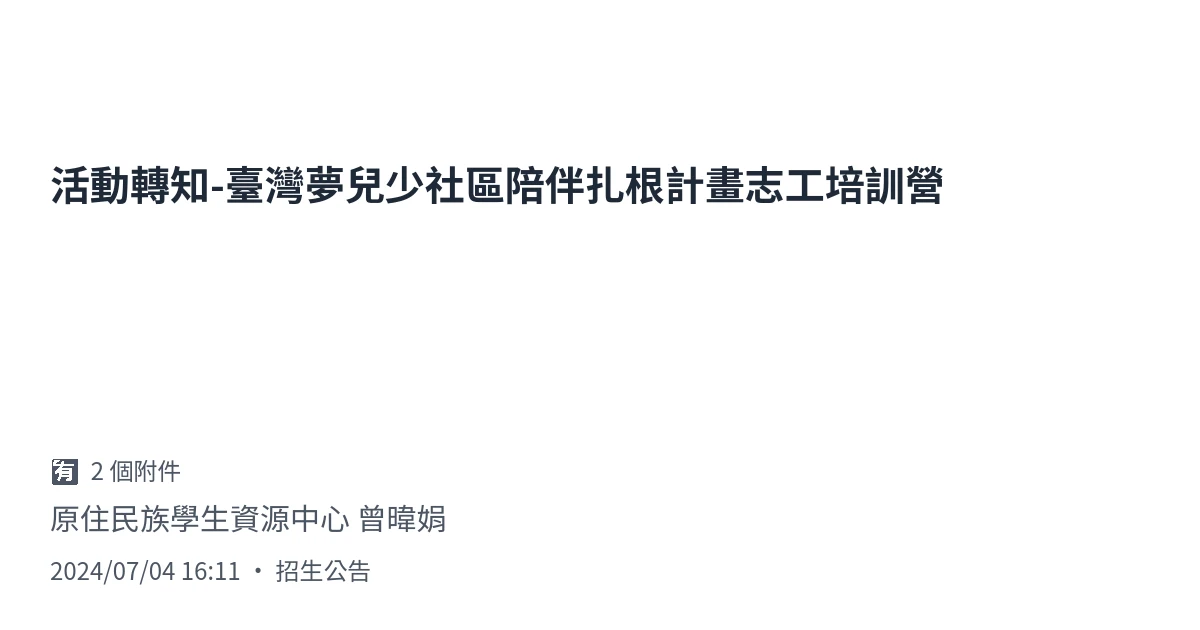 活動轉知-臺灣夢兒少社區陪伴扎根計畫志工培訓營
有 2 個附件
原住民族學生資源中心 曾暐娟
2024/07/04 16:11 • 招生公告